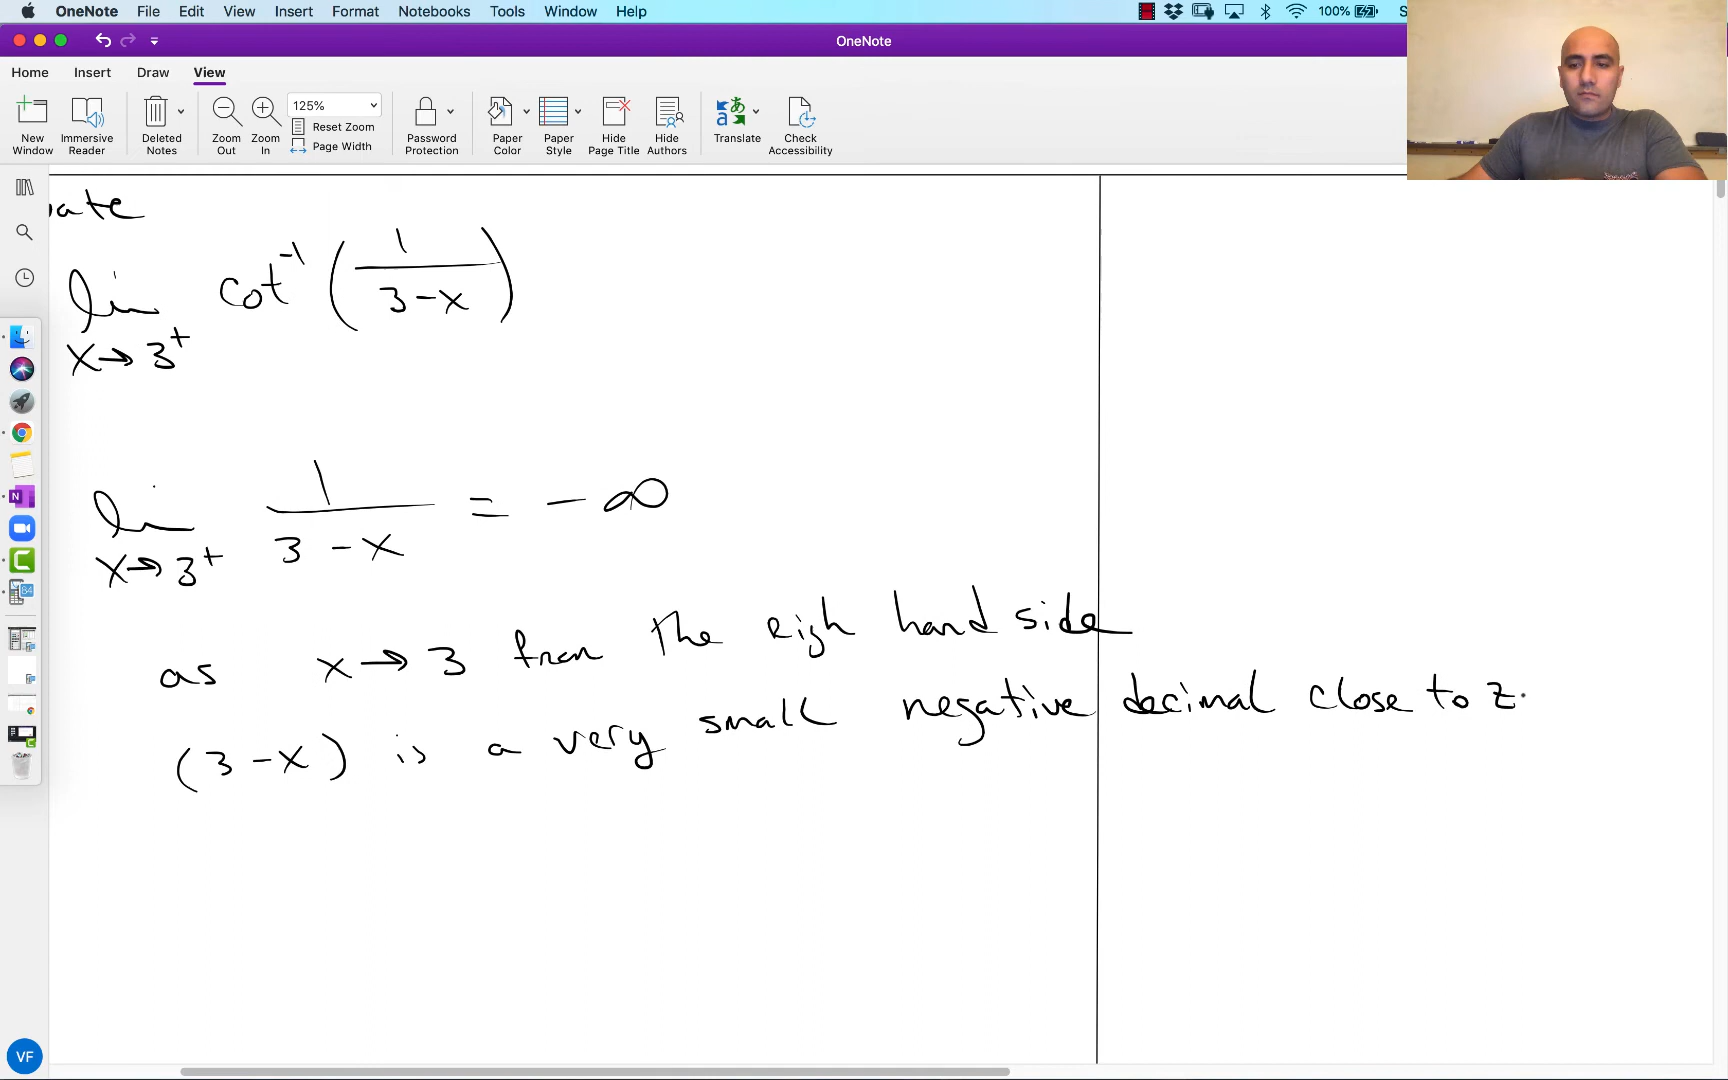 OneNote File Edit View Insert Format Notebooks Tools Window Help 100%
OneNote
Home Insert Draw View
New Window Immersive Reader Deleted Notes Zoom Out Zoom In 125% Reset Zoom Page Width Password Protection Paper Color Paper Style Hide Page Title Hide Authors Translate Check Accessibility
lim x→3⁺ cot⁻¹(1/(3-x))
lim x→3⁺ 1/(3-x) = -∞
as x→3 from the righ hand side
(3-x) is a very small negative decimal close to z
VF